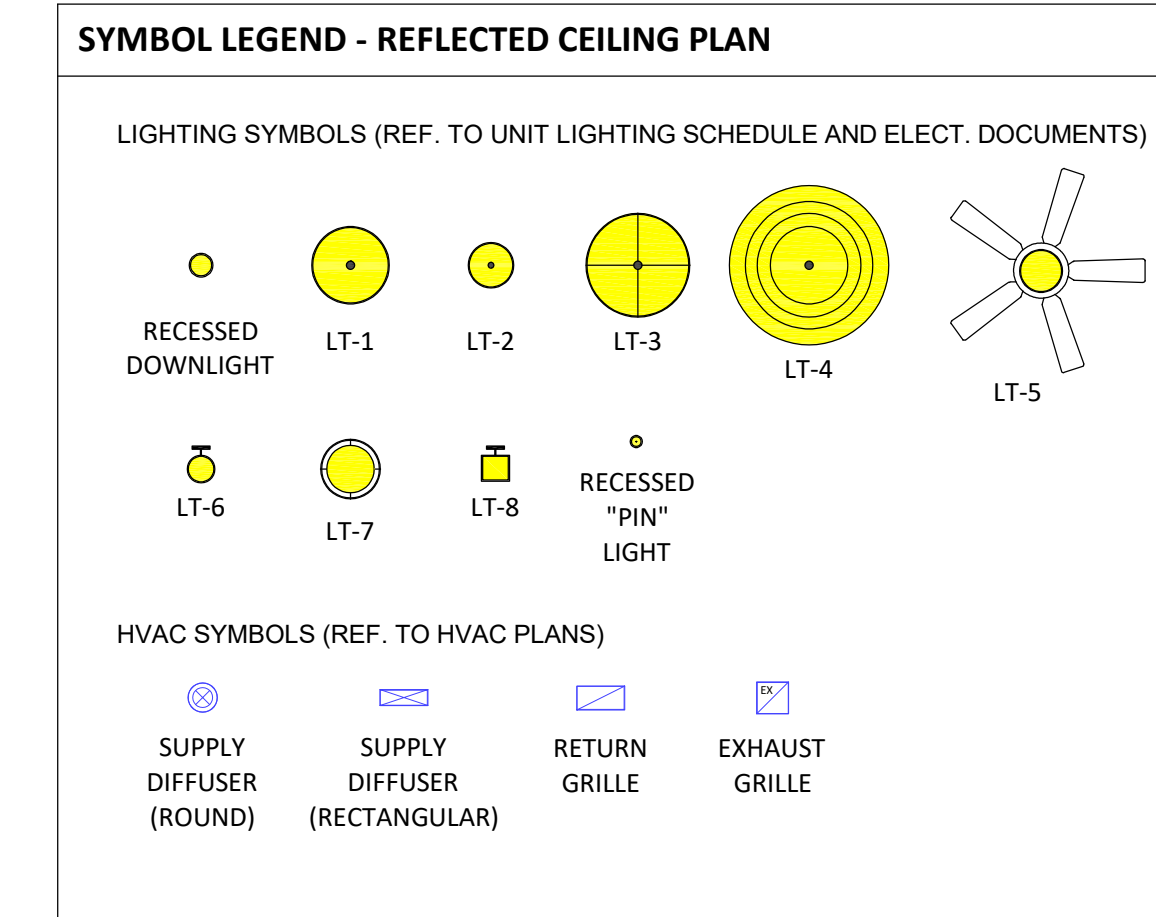 SYMBOL LEGEND - REFLECTED CEILING PLAN
LIGHTING SYMBOLS (REF. TO UNIT LIGHTING SCHEDULE AND ELECT. DOCUMENTS)
RECESSED
DOWNLIGHT
LT-1
LT-2
LT-3
LT-4
LT-5
LT-6
LT-7
LT-8
RECESSED
"PIN"
LIGHT
HVAC SYMBOLS (REF. TO HVAC PLANS)
SUPPLY
DIFFUSER
(ROUND)
SUPPLY
DIFFUSER
(RECTANGULAR)
RETURN
GRILLE
EX
EXHAUST
GRILLE